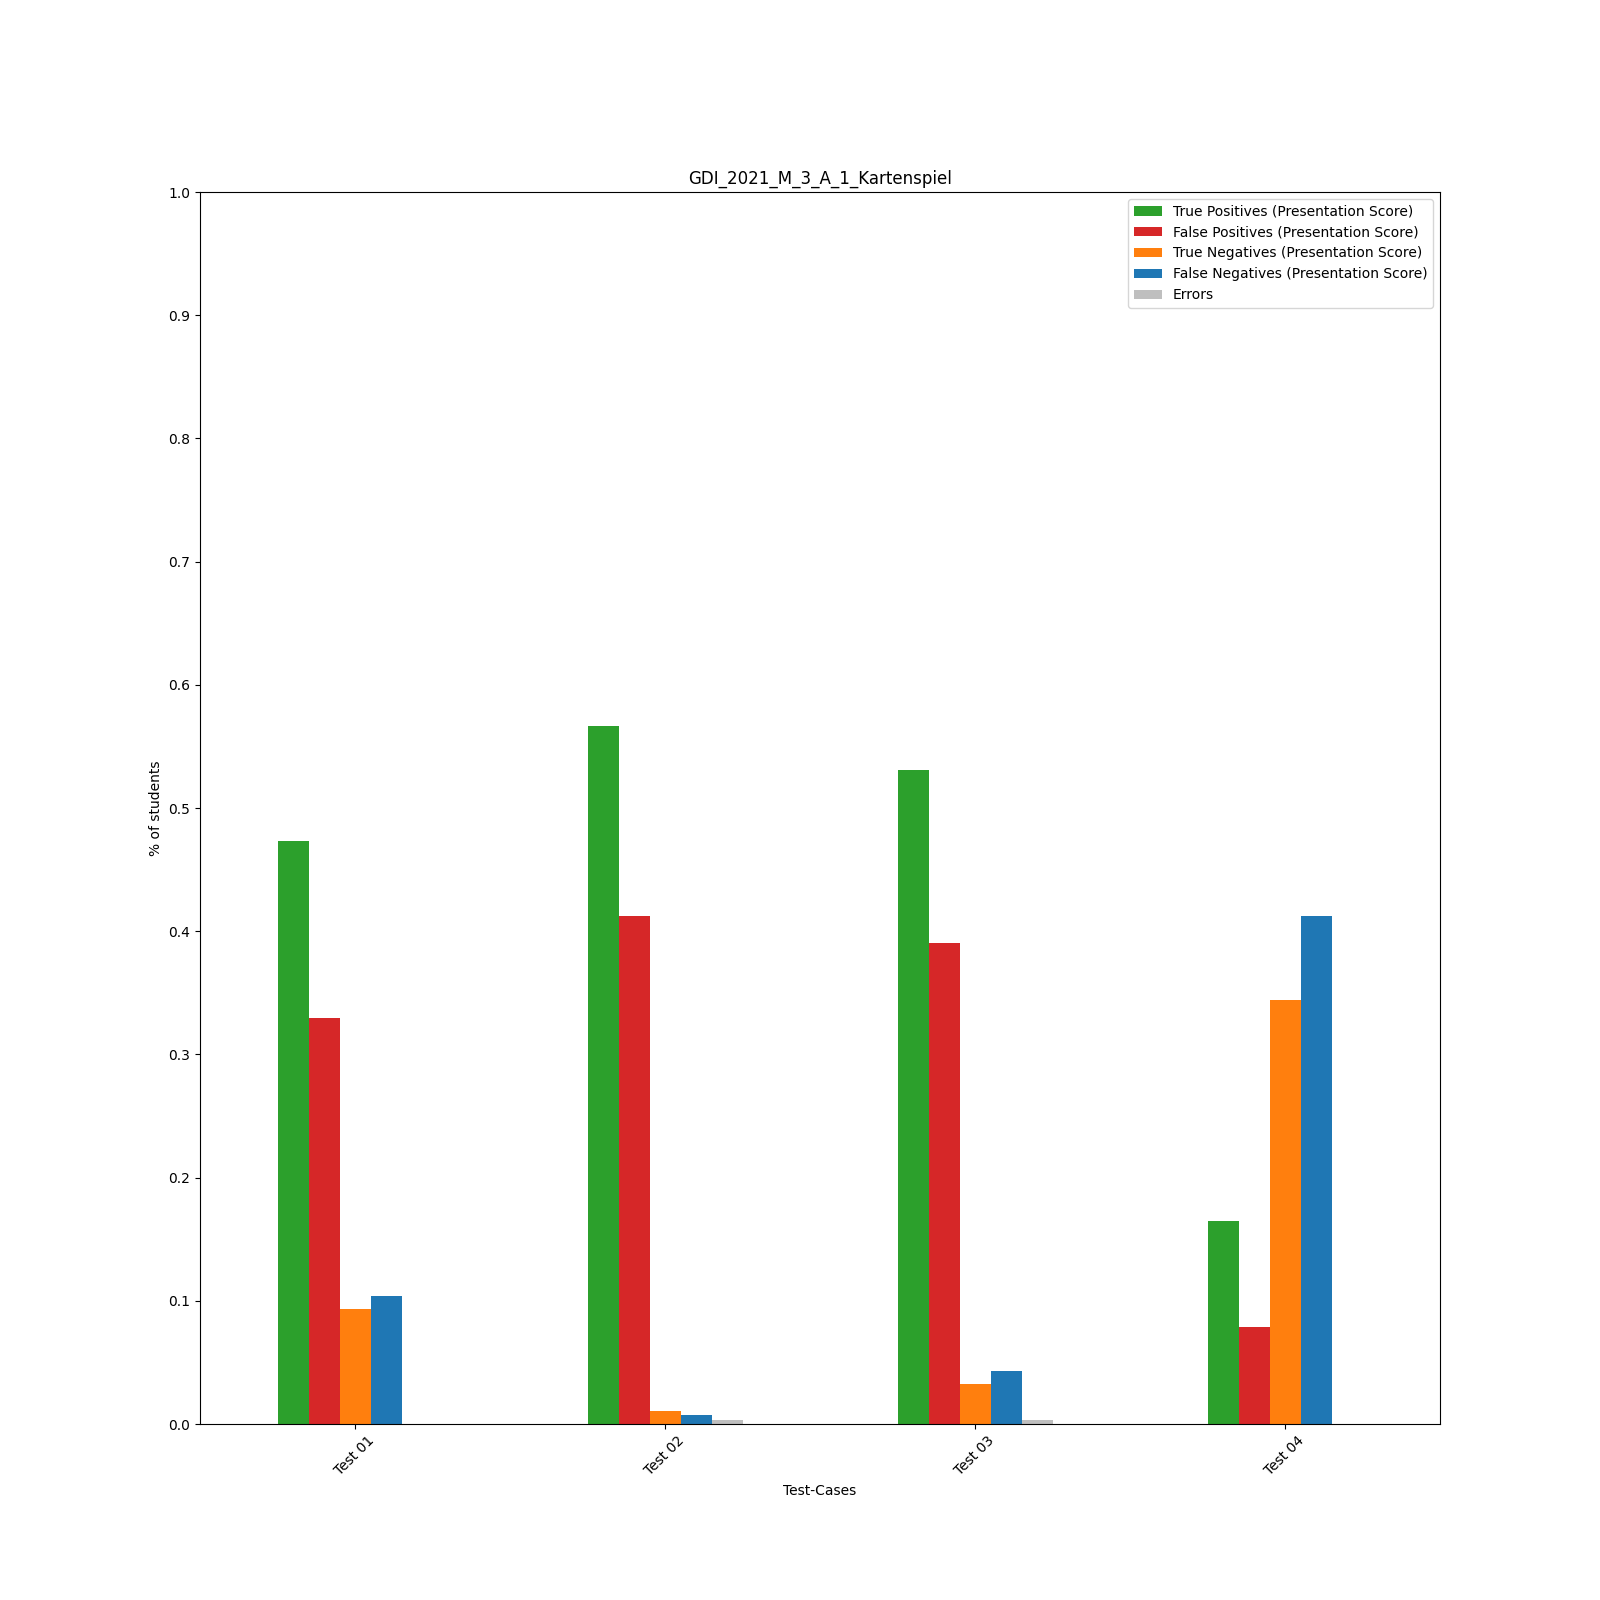 GDI_2021_M_3_A_1_Kartenspiel
True Positives (Presentation Score)
False Positives (Presentation Score)
True Negatives (Presentation Score)
False Negatives (Presentation Score)
Errors
% of students
1.0
0.9
0.8
0.7
0.6
0.5
0.4
0.3
0.2
0.1
0.0
Test 01
Test 02
Test 03
Test 04
Test-Cases